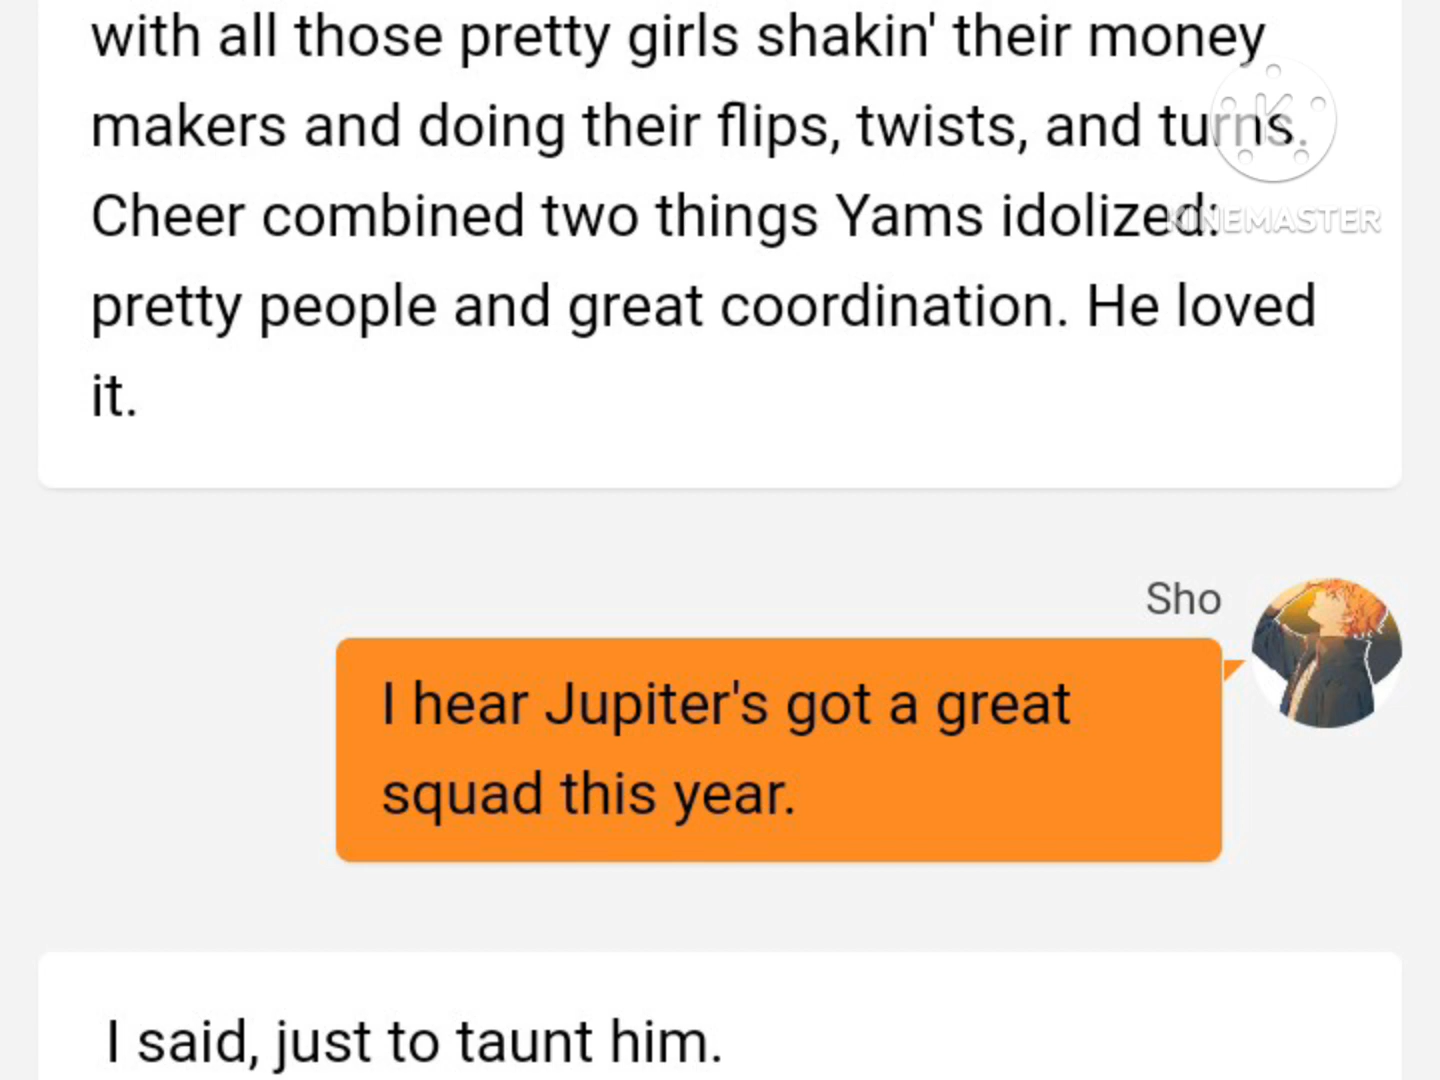 with all those pretty girls shakin' their money
makers and doing their flips, twists, and turns.
Cheer combined two things Yams idolized:
KINEMASTER
pretty people and great coordination. He loved
it.
Sho
I hear Jupiter's got a great
squad this year.
I said, just to taunt him.